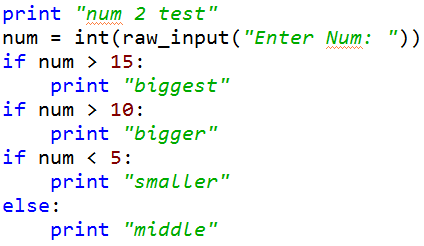 print "num 2 test"
num = int(raw_input("Enter Num: "))
if num > 15:
    print "biggest"
if num > 10:
    print "bigger"
if num < 5:
    print "smaller"
else:
    print "middle"